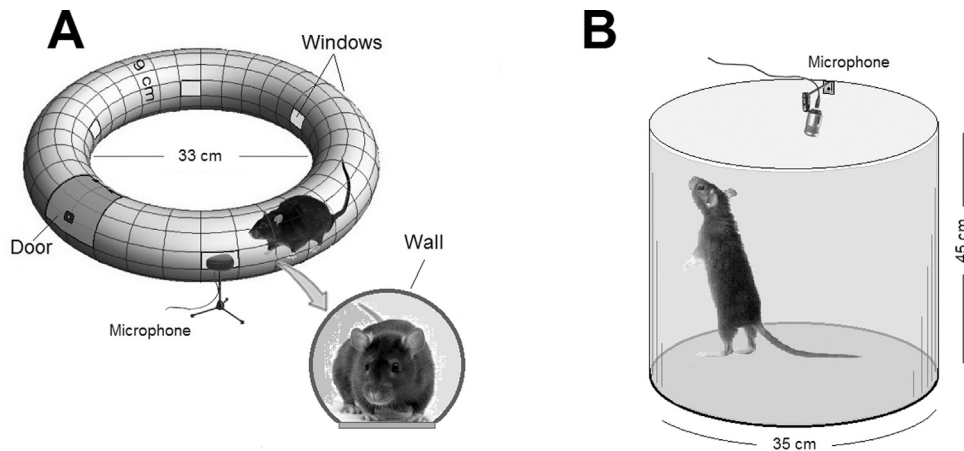 A
Windows
9 cm
33 cm
Door
Wall
Microphone
B
Microphone
45 cm
35 cm